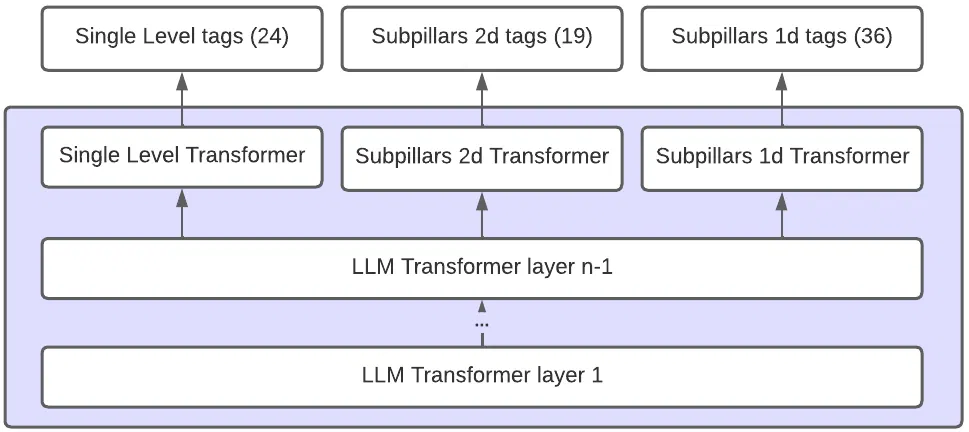 Single Level tags (24)
Subpillars 2d tags (19)
Subpillars 1d tags (36)
Single Level Transformer
Subpillars 2d Transformer
Subpillars 1d Transformer
LLM Transformer layer n-1
...
LLM Transformer layer 1